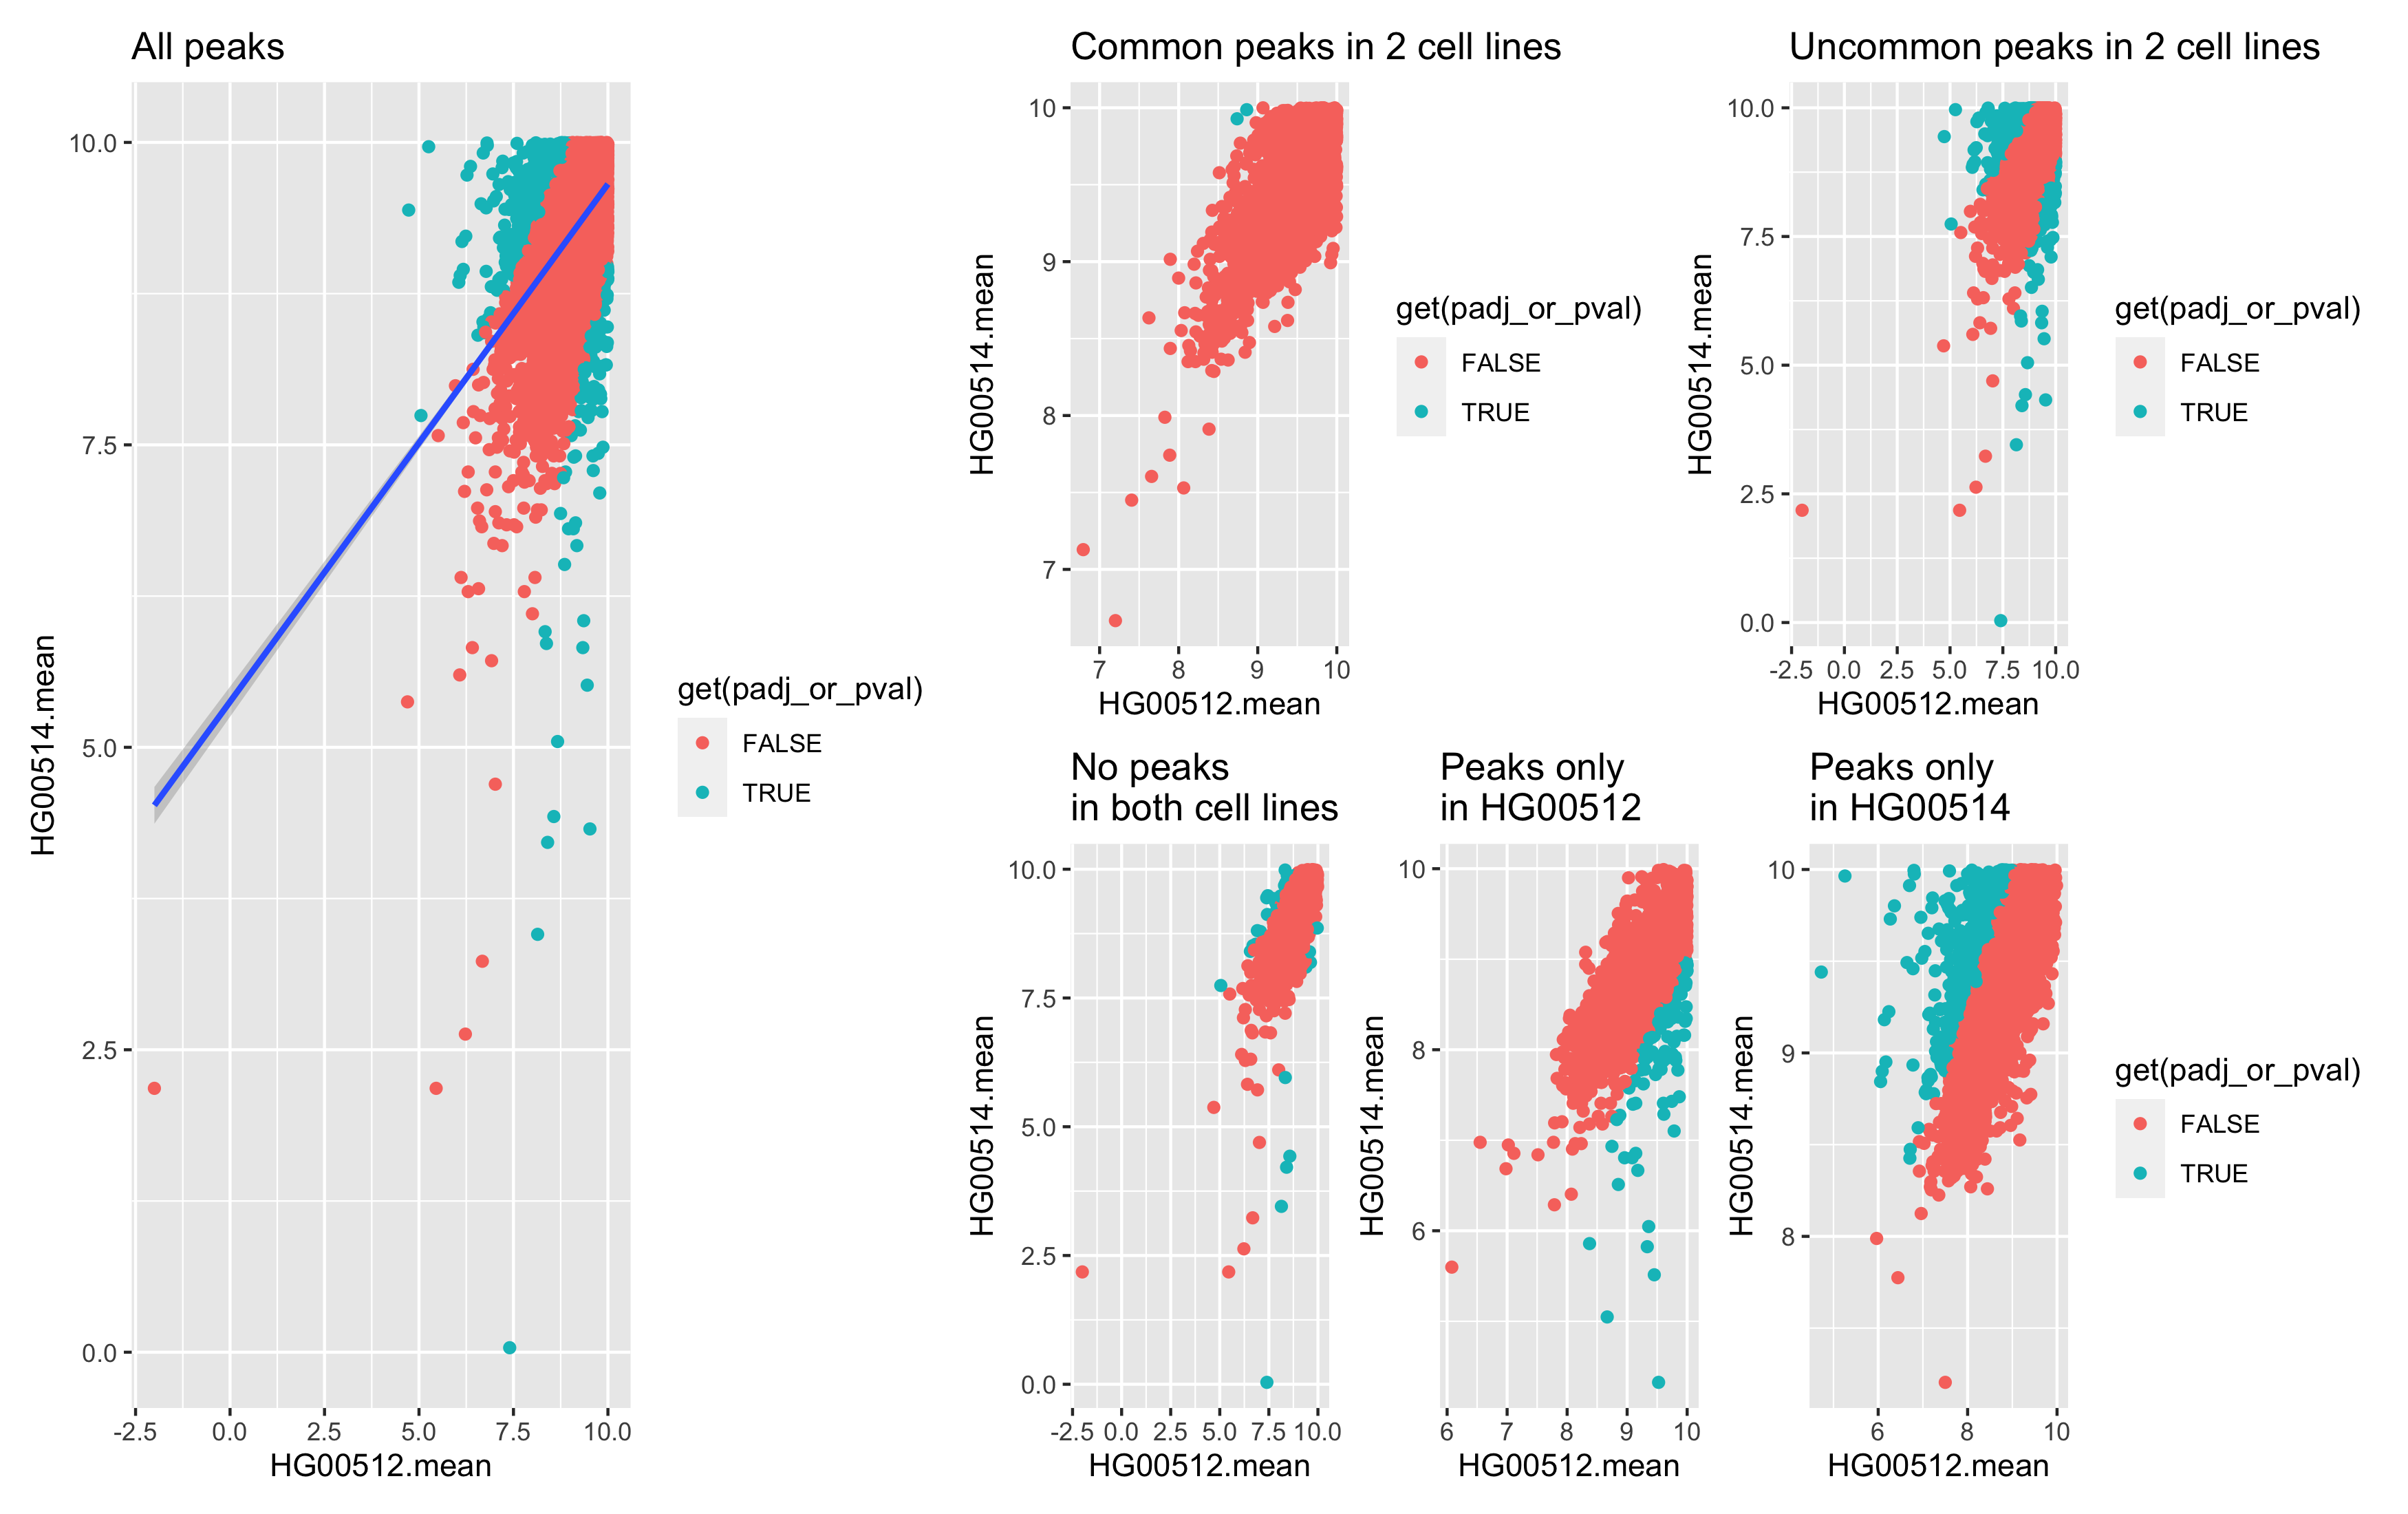 All peaks
10.0
7.5
5.0
2.5
0.0
-2.5 0.0 2.5 5.0 7.5 10.0
HG00512.mean
HG00514.mean
get(padj_or_pval)
FALSE
TRUE
Common peaks in 2 cell lines
10
9
8
7
7 8 9 10
HG00512.mean
HG00514.mean
get(padj_or_pval)
FALSE
TRUE
Uncommon peaks in 2 cell lines
10.0
7.5
5.0
2.5
0.0
-2.5 0.0 2.5 5.0 7.5 10.0
HG00512.mean
HG00514.mean
get(padj_or_pval)
FALSE
TRUE
No peaks
in both cell lines
10.0
7.5
5.0
2.5
0.0
-2.5 0.0 2.5 5.0 7.5 10.0
HG00512.mean
HG00514.mean
Peaks only
in HG00512
10
8
6
6 7 8 9 10
HG00512.mean
HG00514.mean
Peaks only
in HG00514
10
9
8
6 8 10
HG00512.mean
HG00514.mean
get(padj_or_pval)
FALSE
TRUE